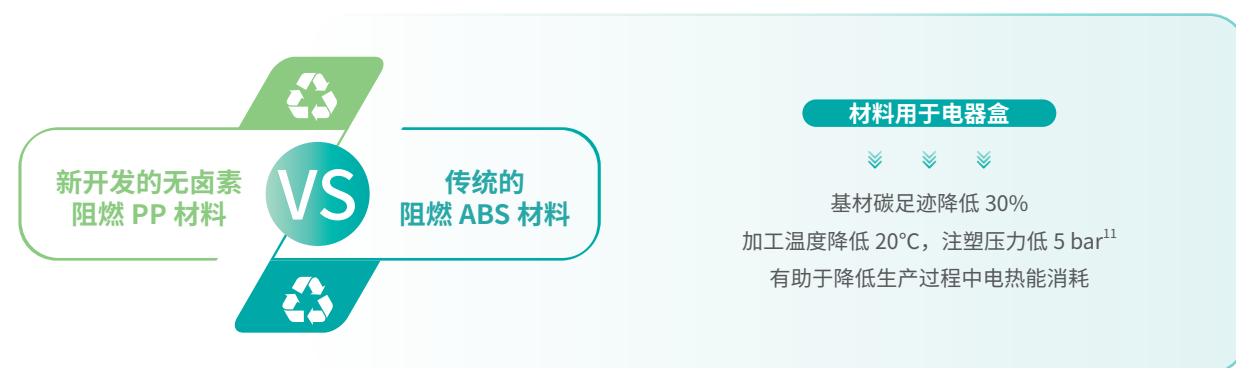 新开发的无卤素
阻燃 PP 材料
VS
传统的
阻燃 ABS 材料
材料用于电器盒
基材碳足迹降低 30%
加工温度降低 20℃，注塑压力低 5 bar¹¹
有助于降低生产过程中电热能消耗